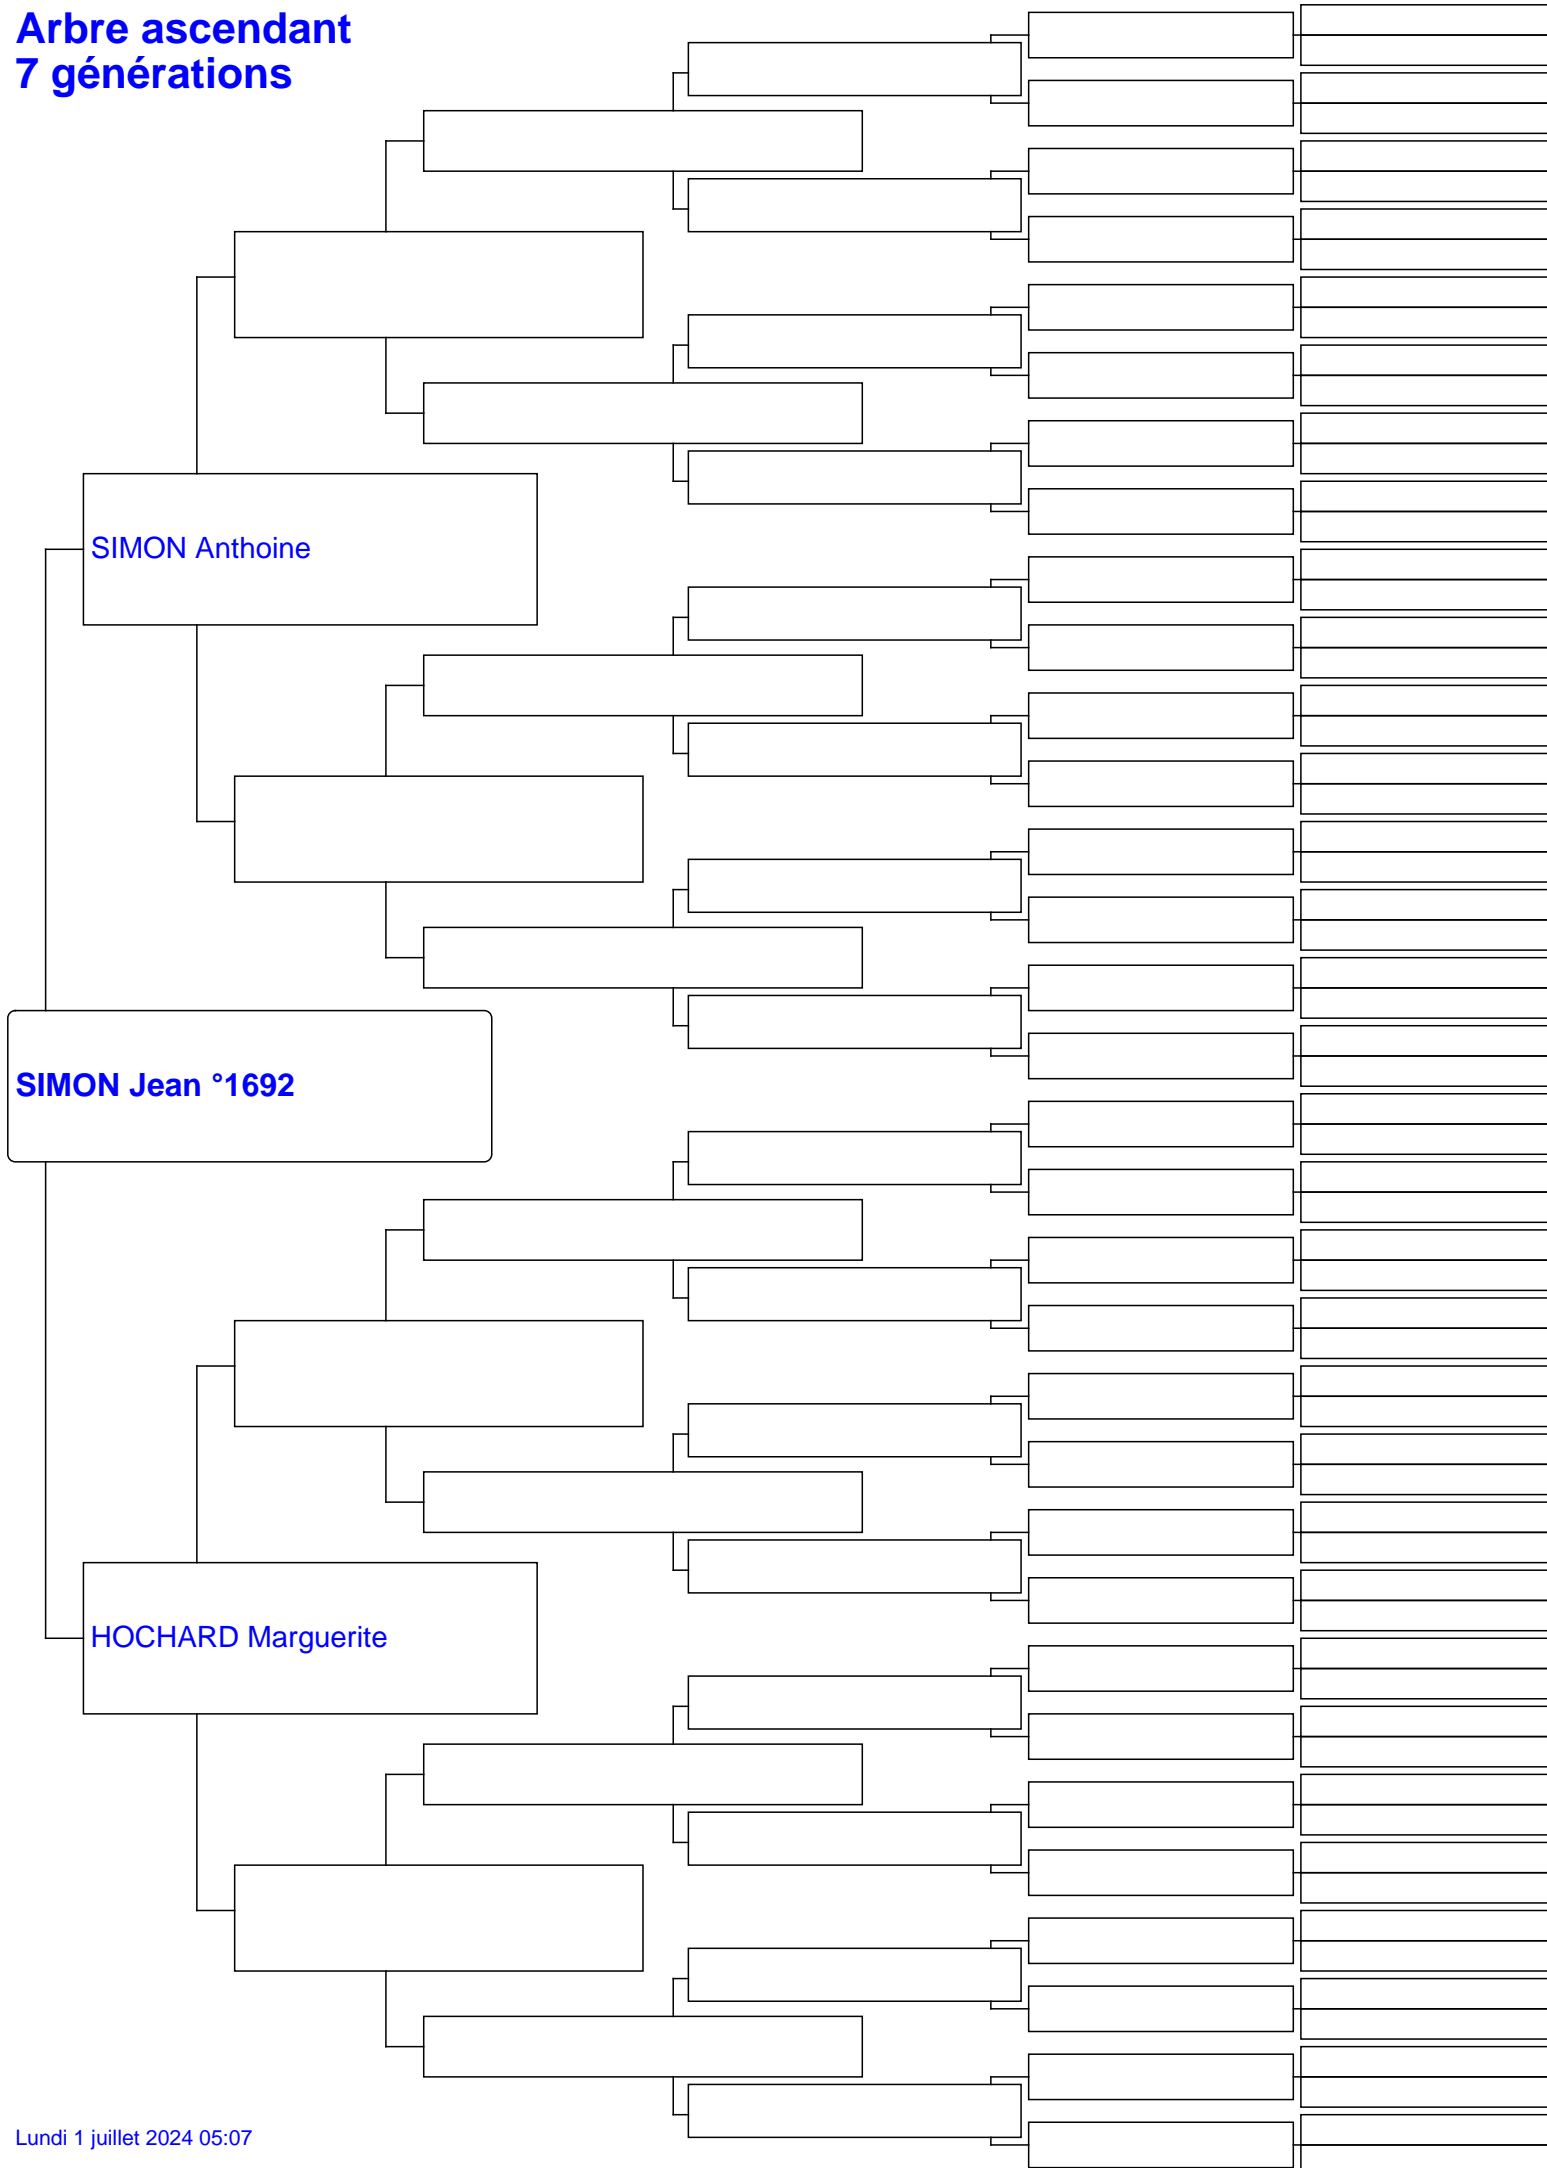 Arbre ascendant
7 générations
SIMON Anthoine
SIMON Jean °1692
HOCHARD Marguerite
Lundi 1 juillet 2024 05:07